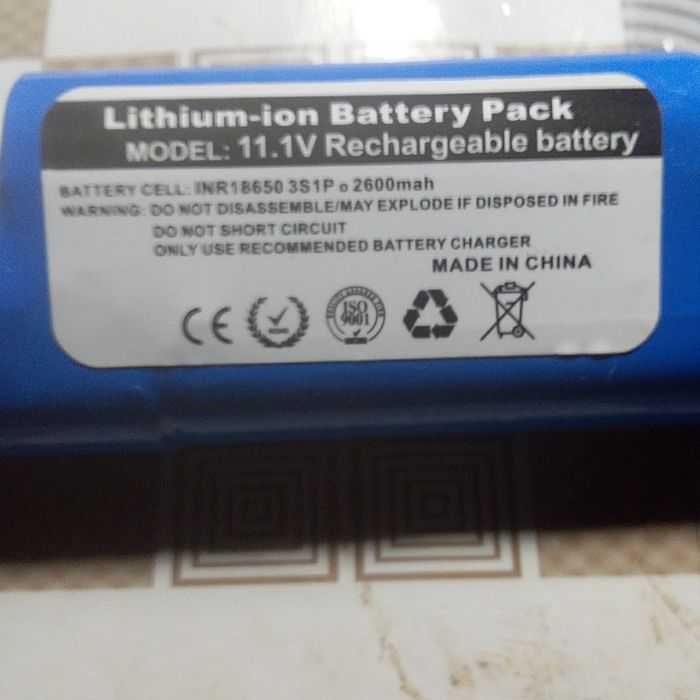 Lithium-ion Battery Pack
MODEL: 11.1V Rechargeable battery
BATTERY CELL: INR18650 3S1P e 2600mah
WARNING: DO NOT DISASSEMBLE/MAY EXPLODE IF DISPOSED IN FIRE
DO NOT SHORT CIRCUIT
ONLY USE RECOMMENDED BATTERY CHARGER
MADE IN CHINA
CE
ISO
9001